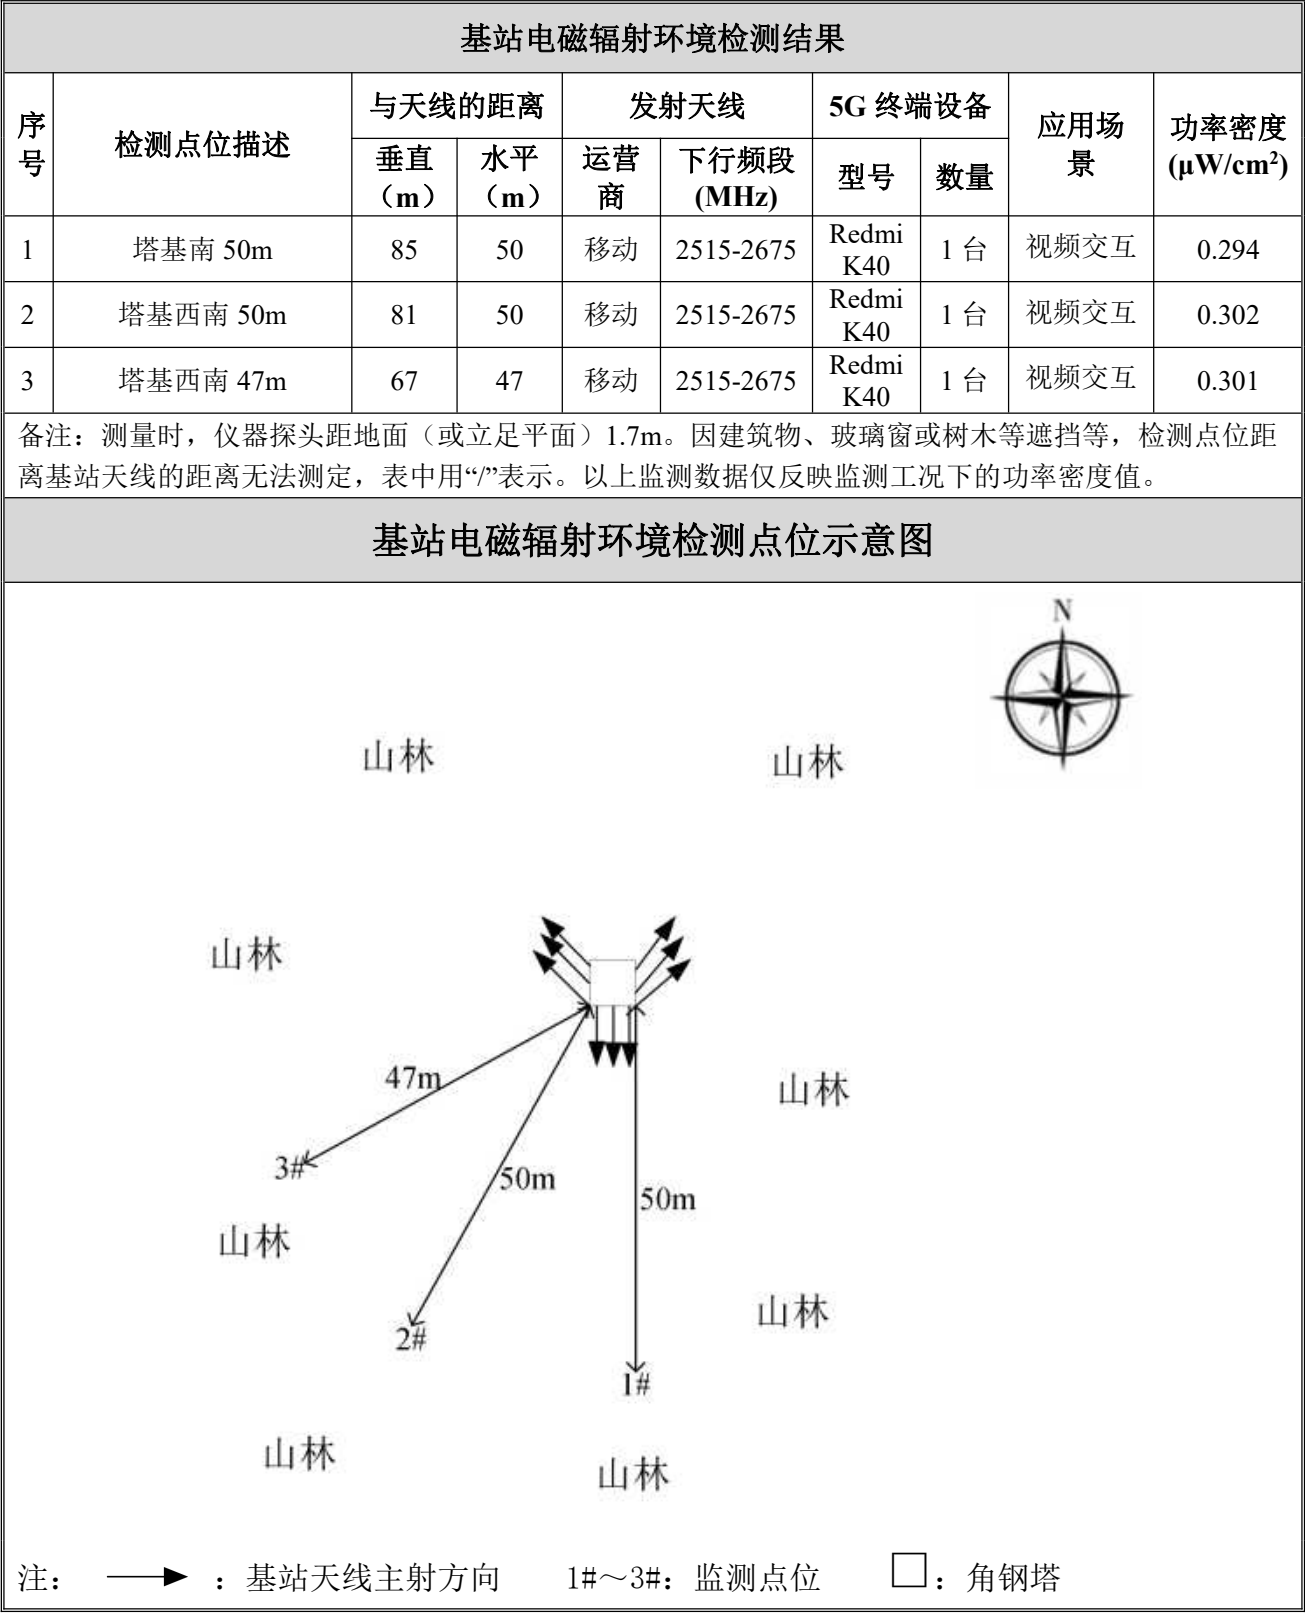 基站电磁辐射环境检测结果
序号 检测点位描述 与天线的距离 发射天线 5G 终端设备 应用场景 功率密度(μW/cm²)
垂直（m） 水平（m） 运营商 下行频段(MHz) 型号 数量
1 塔基南 50m 85 50 移动 2515-2675 Redmi K40 1 台 视频交互 0.294
2 塔基西南 50m 81 50 移动 2515-2675 Redmi K40 1 台 视频交互 0.302
3 塔基西南 47m 67 47 移动 2515-2675 Redmi K40 1 台 视频交互 0.301
备注：测量时，仪器探头距地面（或立足平面）1.7m。因建筑物、玻璃窗或树木等遮挡等，检测点位距
离基站天线的距离无法测定，表中用“/”表示。以上监测数据仅反映监测工况下的功率密度值。
基站电磁辐射环境检测点位示意图
N
山林 山林
山林
47m 山林
3# 50m 50m
山林
山林
2#
1#
山林 山林
注： ：基站天线主射方向 1#～3#：监测点位 ：角钢塔